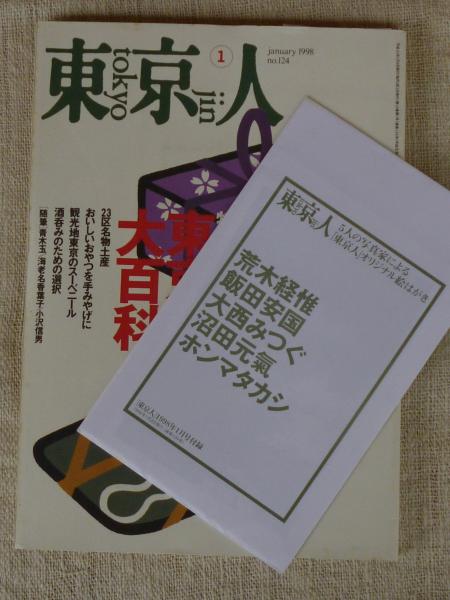 東京人
tokyo
jin
1
january 1998
no.124
東
大百科
23区名物土産
おいしいおやつを手みやげに
観光地東京のスーベニール
酒呑みのための選択
[随筆]青木玉/海老名香葉子/小沢信男
東京人
5人の写真家による
「東京人」オリジナル絵はがき
荒木経惟
飯田安国
大西みつぐ
沼田元氣
ホンマタカシ
「東京人」1998年1月号付録